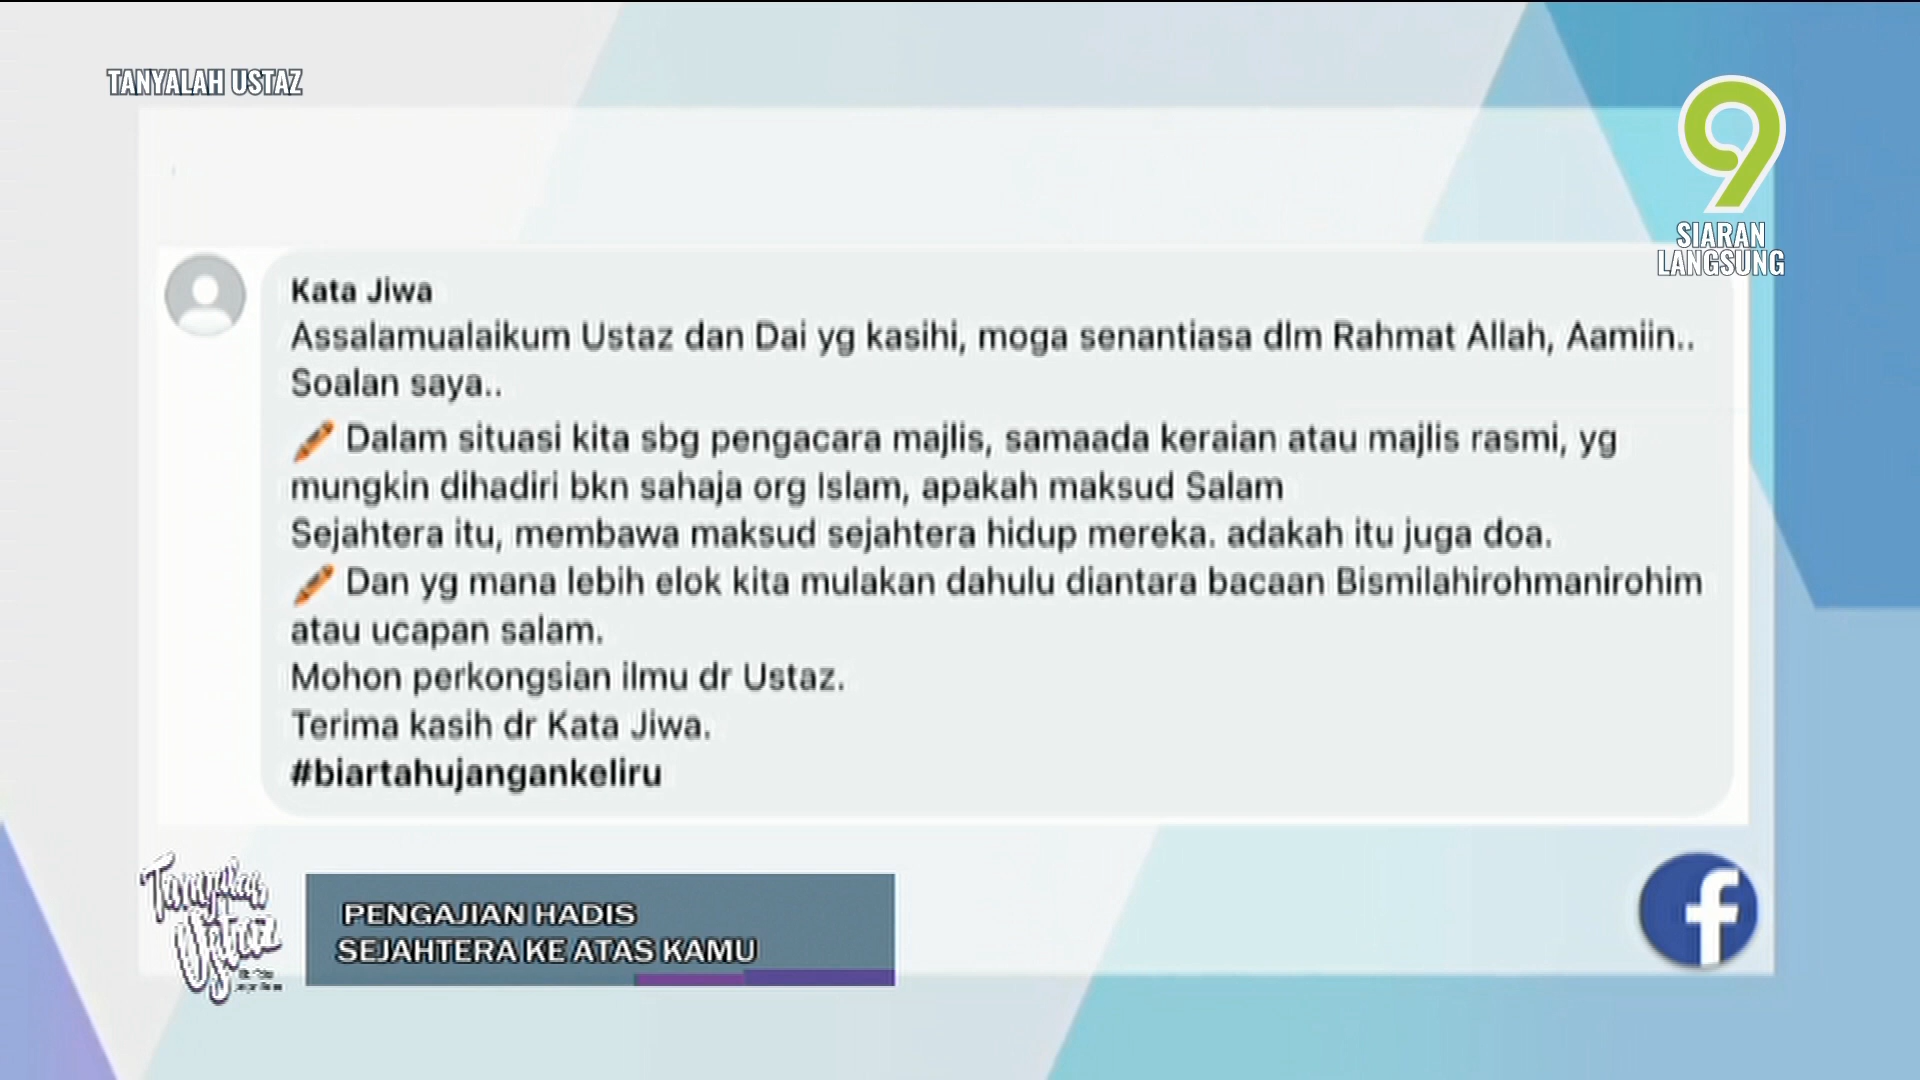 TANYALAH USTAZ
9
SIARAN
LANGSUNG
Kata Jiwa
Assalamualaikum Ustaz dan Dai yg kasihi, moga senantiasa dlm Rahmat Allah, Aamiin..
Soalan saya..
Dalam situasi kita sbg pengacara majlis, samaada keraian atau majlis rasmi, yg
mungkin dihadiri bkn sahaja org Islam, apakah maksud Salam
Sejahtera itu, membawa maksud sejahtera hidup mereka. adakah itu juga doa.
Dan yg mana lebih elok kita mulakan dahulu diantara bacaan Bismilahirohmanirohim
atau ucapan salam.
Mohon perkongsian ilmu dr Ustaz.
Terima kasih dr Kata Jiwa.
#biartahujangankeliru
Tanyalah
Ustaz
PENGAJIAN HADIS
SEJAHTERA KE ATAS KAMU
f